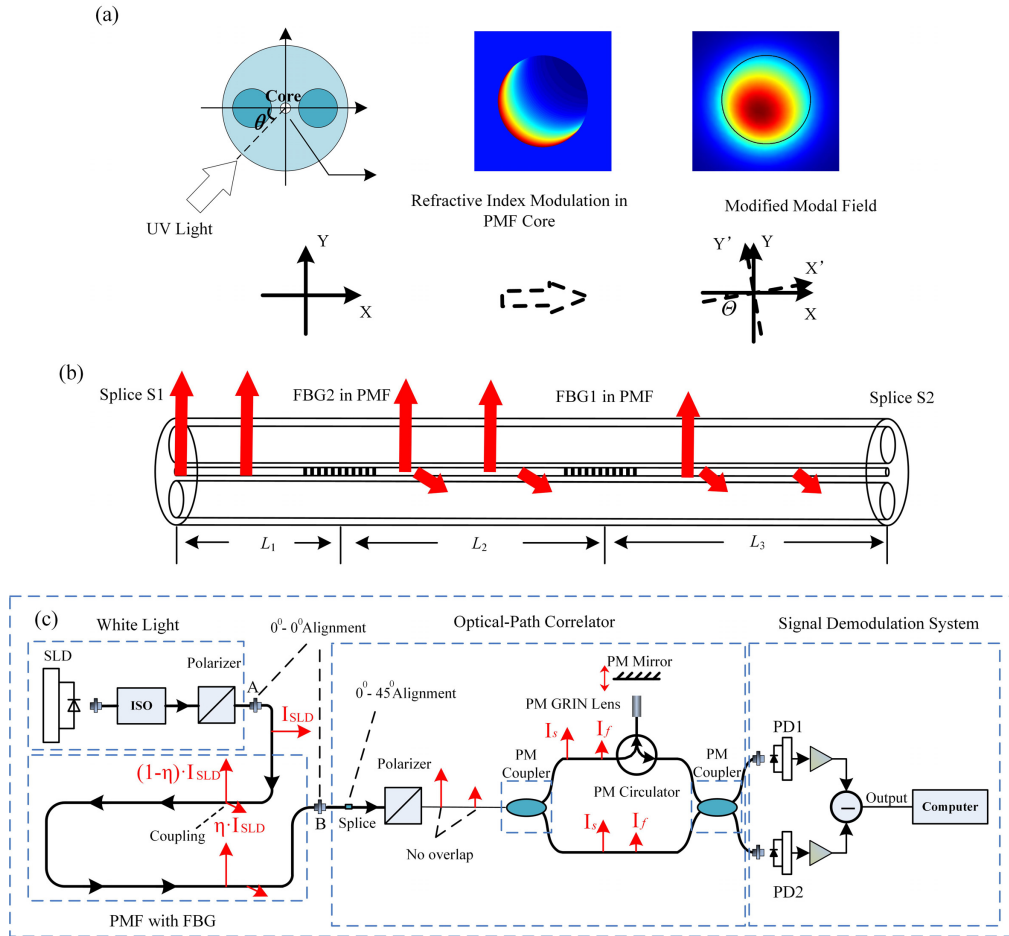 (a)
Core
θ
UV Light
Refractive Index Modulation in
PMF Core
Modified Modal Field
Y
X
Y’
Y
X’
X
Θ
(b)
Splice S1
FBG2 in PMF
FBG1 in PMF
Splice S2
L1
L2
L3
(c)
White Light
0⁰- 0⁰Alignment
Optical-Path Correlator
Signal Demodulation System
SLD
Polarizer
ISO
A
ISLD
0⁰- 45⁰Alignment
PM Mirror
PM GRIN Lens
Is
If
PM
Coupler
PM Circulator
PM
Coupler
PD1
(1-η)·ISLD
Coupling
η·ISLD
B
Splice
Polarizer
No overlap
Is
If
Output
Computer
PD2
PMF with FBG